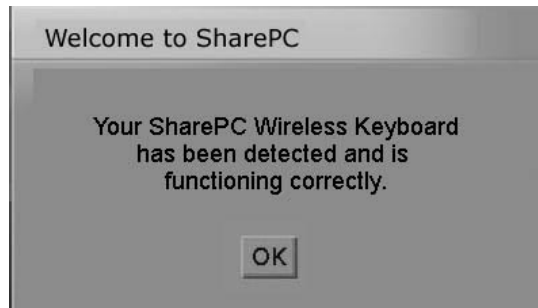 Welcome to SharePC
Your SharePC Wireless Keyboard
has been detected and is
functioning correctly.
OK